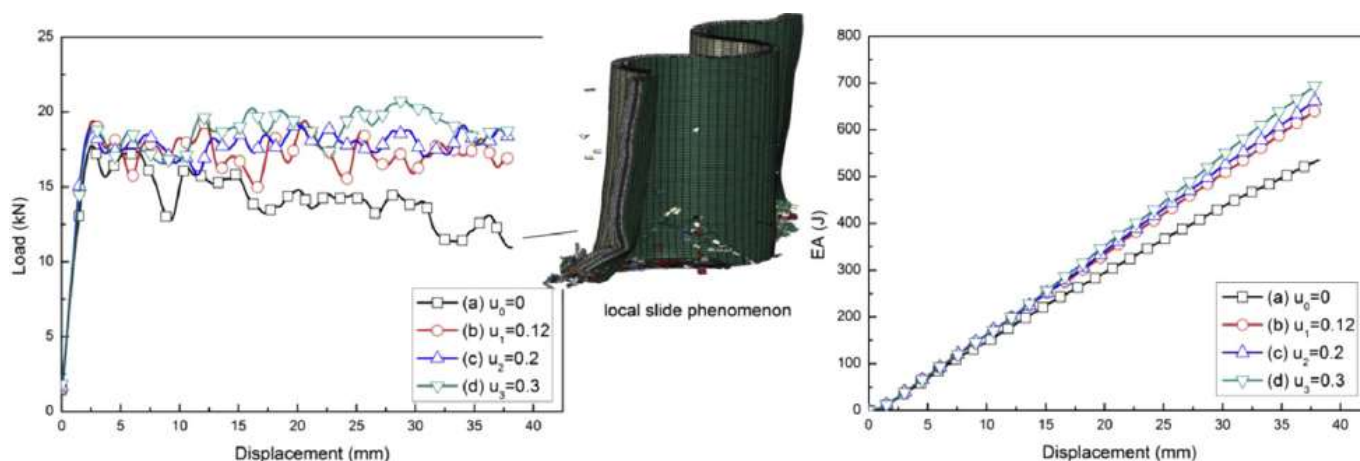 25
20
15
10
5
0
Load (kN)
0 5 10 15 20 25 30 35 40
Displacement (mm)
(a) u0=0
(b) u1=0.12
(c) u2=0.2
(d) u3=0.3
local slide phenomenon
800
700
600
500
400
300
200
100
0
EA (J)
0 5 10 15 20 25 30 35 40
Displacement (mm)
(a) u0=0
(b) u1=0.12
(c) u2=0.2
(d) u3=0.3